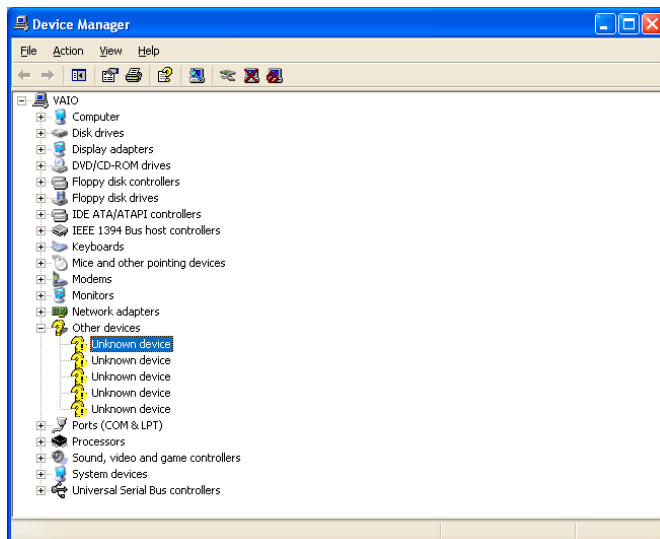 Device Manager
File Action View Help
VAIO
Computer
Disk drives
Display adapters
DVD/CD-ROM drives
Floppy disk controllers
Floppy disk drives
IDE ATA/ATAPI controllers
IEEE 1394 Bus host controllers
Keyboards
Mice and other pointing devices
Modems
Monitors
Network adapters
Other devices
Unknown device
Unknown device
Unknown device
Unknown device
Unknown device
Ports (COM & LPT)
Processors
Sound, video and game controllers
System devices
Universal Serial Bus controllers